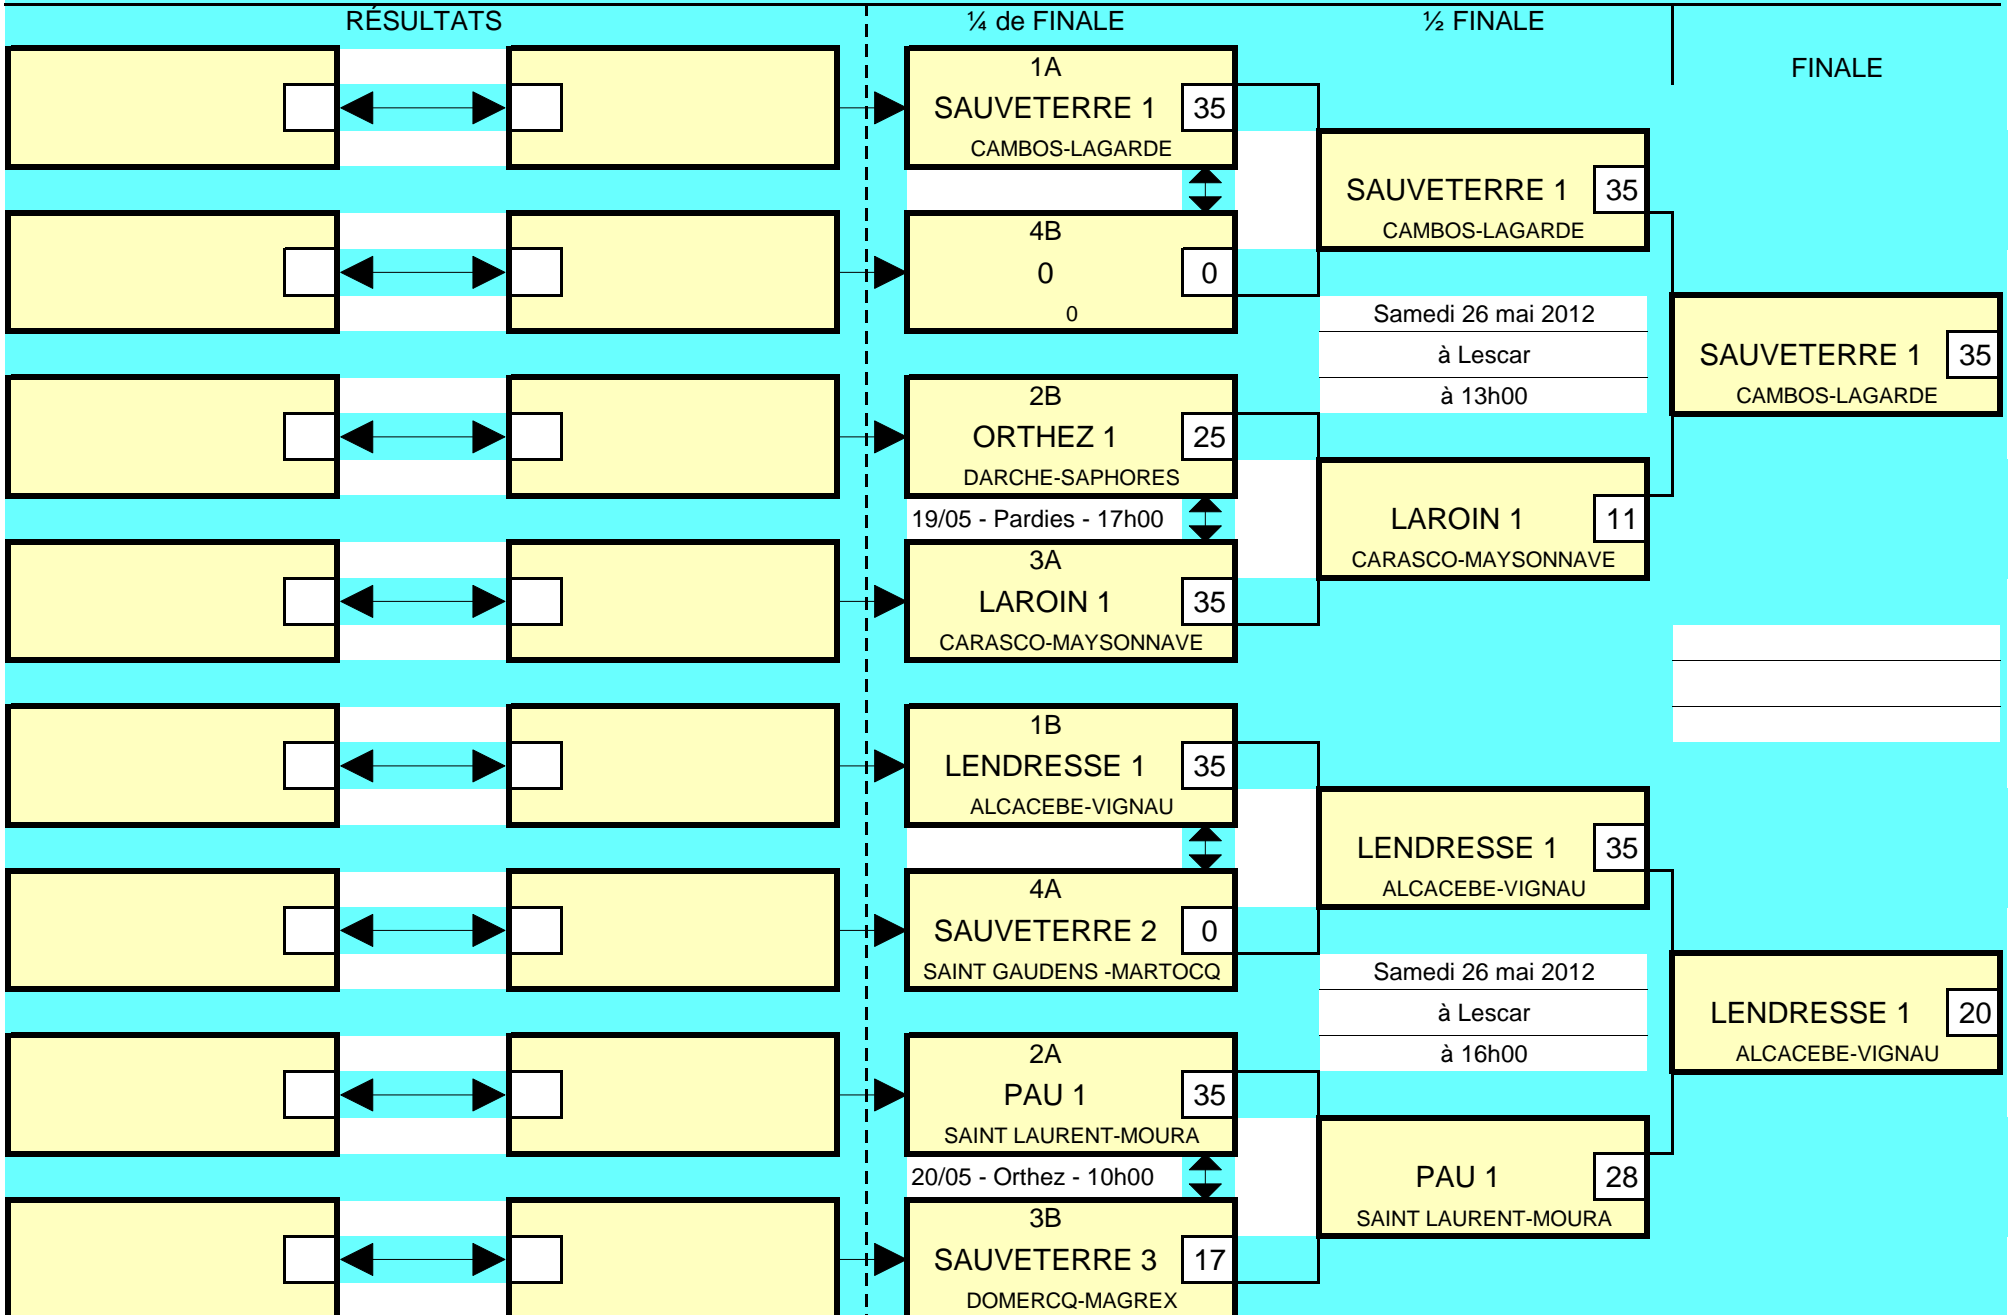 RÉSULTATS
¼ de FINALE
½ FINALE
FINALE
1A
SAUVETERRE 1 35
CAMBOS-LAGARDE
4B
0 0
0
2B
ORTHEZ 1 25
DARCHE-SAPHORES
19/05 - Pardies - 17h00
3A
LAROIN 1 35
CARASCO-MAYSONNAVE
1B
LENDRESSE 1 35
ALCACEBE-VIGNAU
4A
SAUVETERRE 2 0
SAINT GAUDENS -MARTOCQ
2A
PAU 1 35
SAINT LAURENT-MOURA
20/05 - Orthez - 10h00
3B
SAUVETERRE 3 17
DOMERCQ-MAGREX
SAUVETERRE 1 35
CAMBOS-LAGARDE
Samedi 26 mai 2012
à Lescar
à 13h00
LAROIN 1 11
CARASCO-MAYSONNAVE
LENDRESSE 1 35
ALCACEBE-VIGNAU
Samedi 26 mai 2012
à Lescar
à 16h00
PAU 1 28
SAINT LAURENT-MOURA
SAUVETERRE 1 35
CAMBOS-LAGARDE
LENDRESSE 1 20
ALCACEBE-VIGNAU